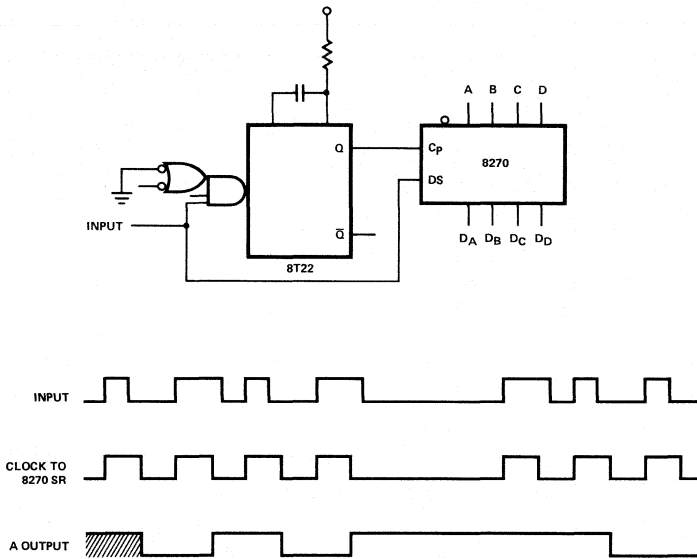 A B C D
Q
CP
8270
DS
INPUT
Q̅
DA DB DC DD
8T22
INPUT
CLOCK TO
8270 SR
A OUTPUT